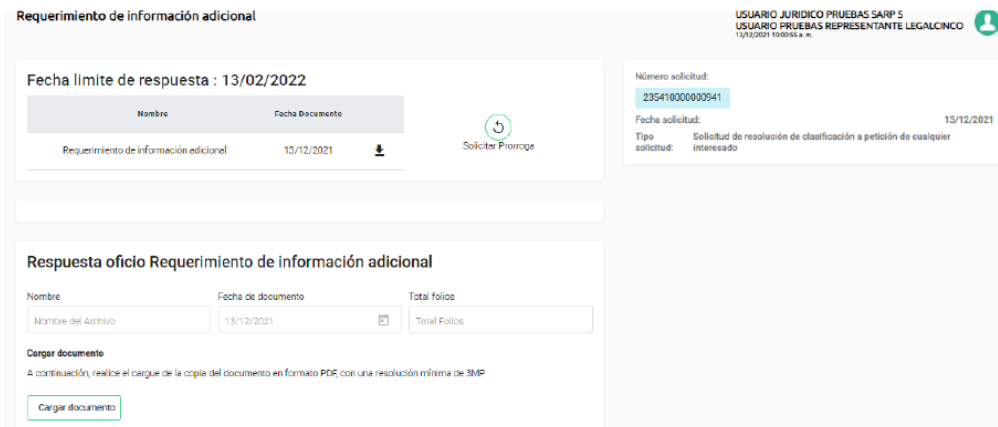 Requerimiento de información adicional
USUARIO JURIDICO PRUEBAS SARP 5
USUARIO PRUEBAS REPRESENTANTE LEGALCINCO
13/12/2021 10:00:55 a. m.
Fecha limite de respuesta : 13/02/2022
Nombre
Fecha Documento
Requerimiento de información adicional
13/12/2021
Solicitar Prorroga
Número solicitud:
235410000000941
Fecha solicitud:
13/12/2021
Tipo solicitud:
Solicitud de resolución de clasificación a petición de cualquier
interesado
Respuesta oficio Requerimiento de información adicional
Nombre
Fecha de documento
Total folios
Nombre del Archivo
13/12/2021
Total Folios
Cargar documento
A continuación, realice el cargue de la copia del documento en formato PDF, con una resolución mínima de 3MP
Cargar documento